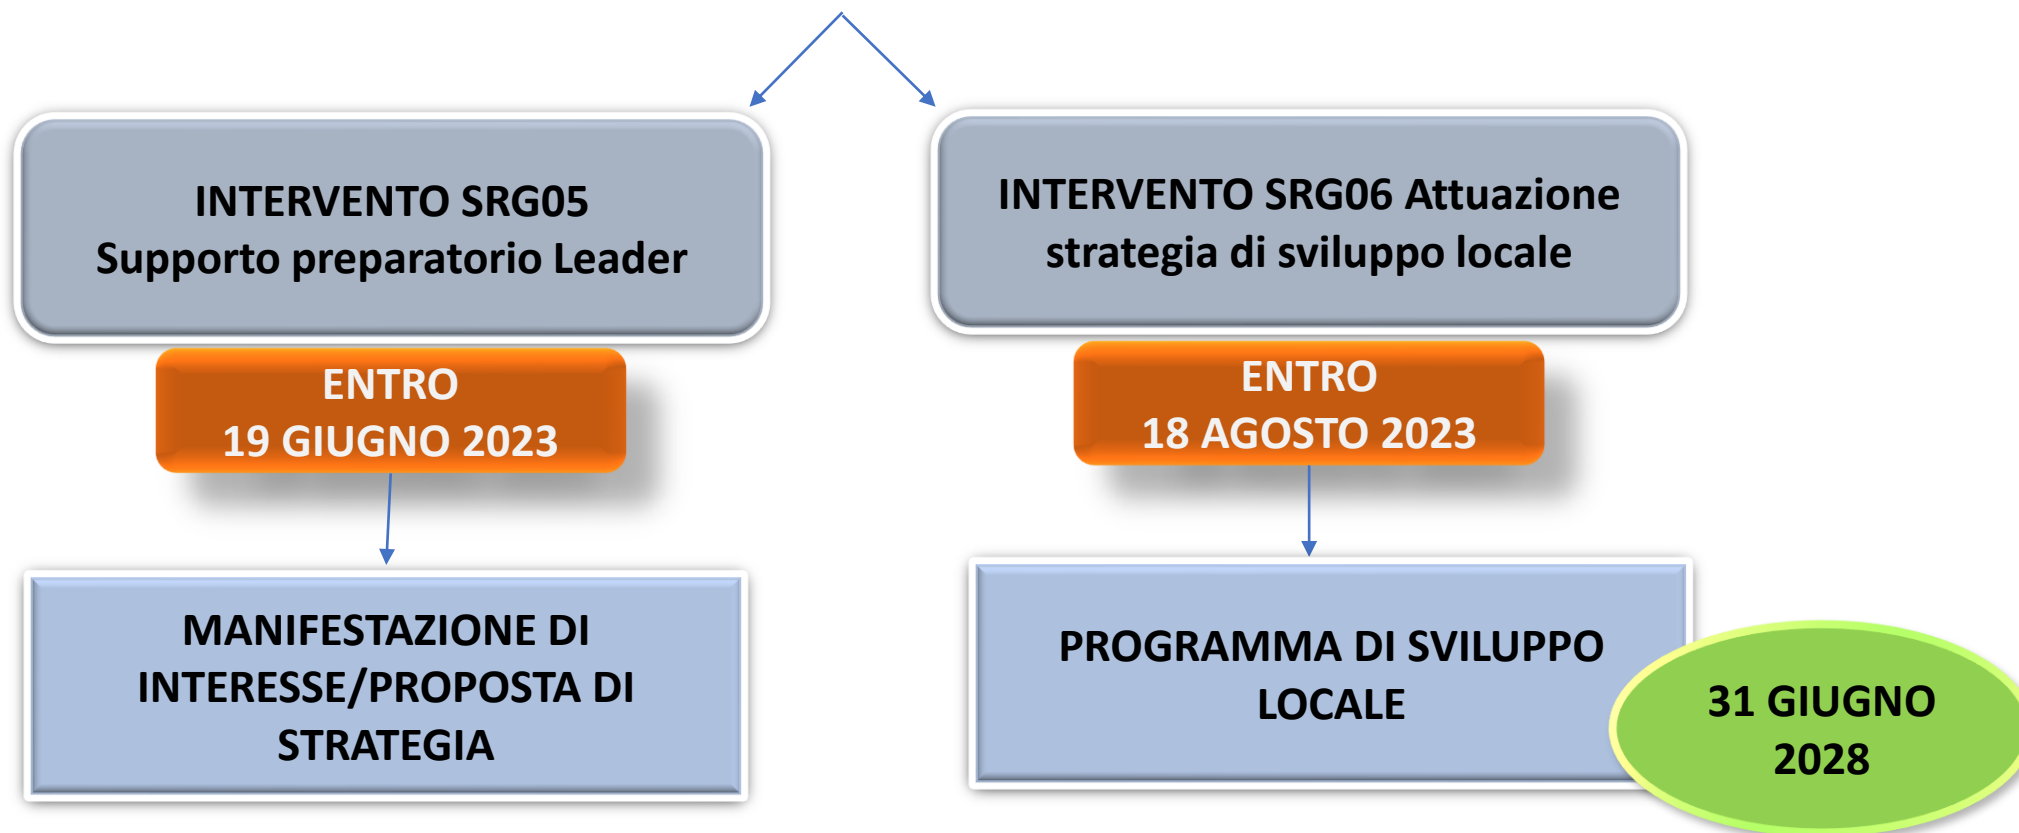 INTERVENTO SRG05
Supporto preparatorio Leader
ENTRO
19 GIUGNO 2023
MANIFESTAZIONE DI
INTERESSE/PROPOSTA DI
STRATEGIA
INTERVENTO SRG06 Attuazione
strategia di sviluppo locale
ENTRO
18 AGOSTO 2023
PROGRAMMA DI SVILUPPO
LOCALE
31 GIUGNO
2028